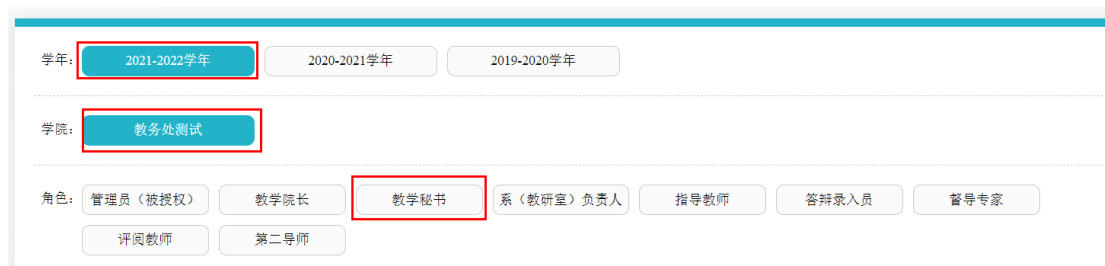 学年： 2021-2022学年 2020-2021学年 2019-2020学年
学院： 教务处测试
角色： 管理员（被授权） 教学院长 教学秘书 系（教研室）负责人 指导教师 答辩录入员 督导专家
评阅教师 第二导师